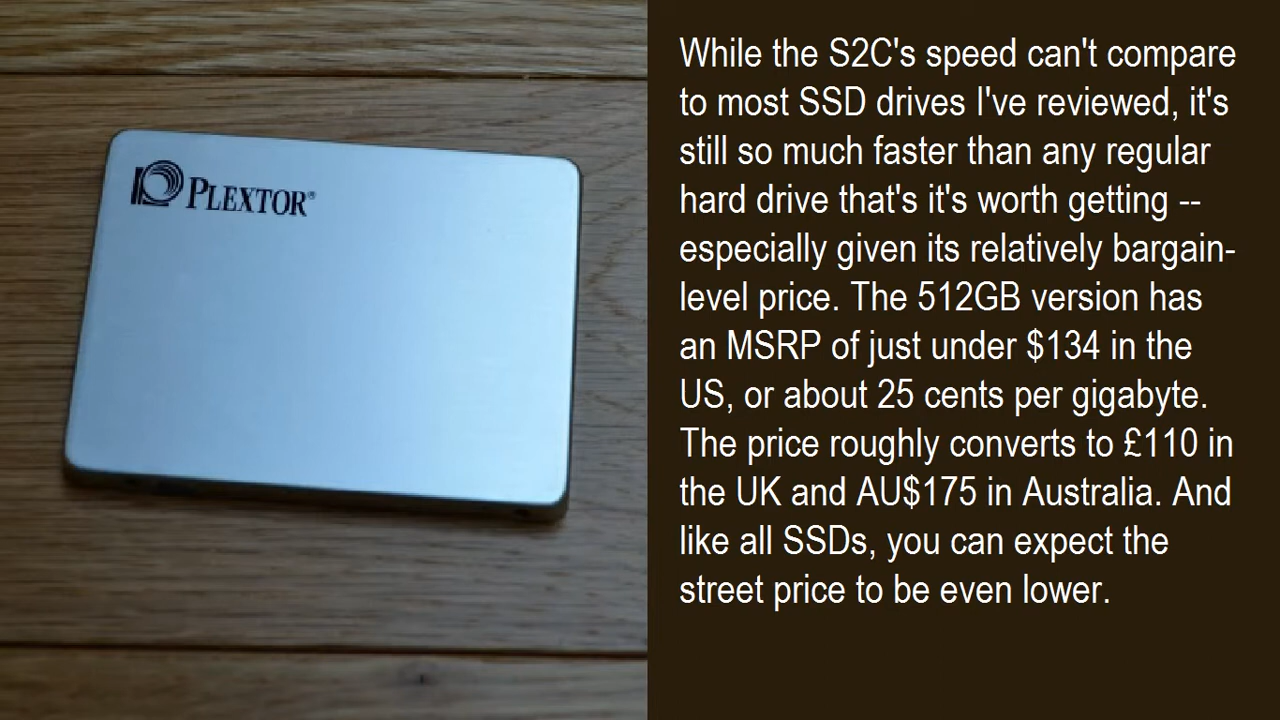 PLEXTOR®
While the S2C's speed can't compare
to most SSD drives I've reviewed, it's
still so much faster than any regular
hard drive that's it's worth getting --
especially given its relatively bargain-
level price. The 512GB version has
an MSRP of just under $134 in the
US, or about 25 cents per gigabyte.
The price roughly converts to £110 in
the UK and AU$175 in Australia. And
like all SSDs, you can expect the
street price to be even lower.